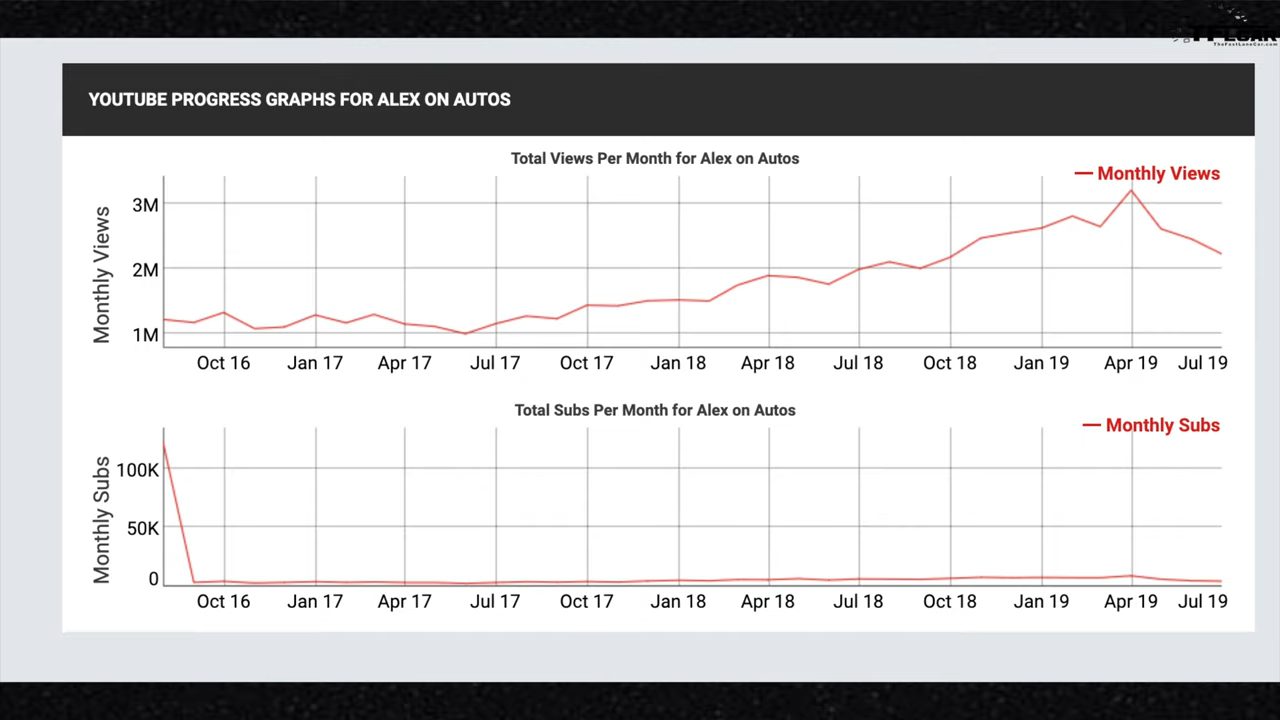 TheFastLaneCar.com
YOUTUBE PROGRESS GRAPHS FOR ALEX ON AUTOS
Total Views Per Month for Alex on Autos
Monthly Views
Monthly Views
3M
2M
1M
Oct 16 Jan 17 Apr 17 Jul 17 Oct 17 Jan 18 Apr 18 Jul 18 Oct 18 Jan 19 Apr 19 Jul 19
Total Subs Per Month for Alex on Autos
Monthly Subs
Monthly Subs
100K
50K
0
Oct 16 Jan 17 Apr 17 Jul 17 Oct 17 Jan 18 Apr 18 Jul 18 Oct 18 Jan 19 Apr 19 Jul 19